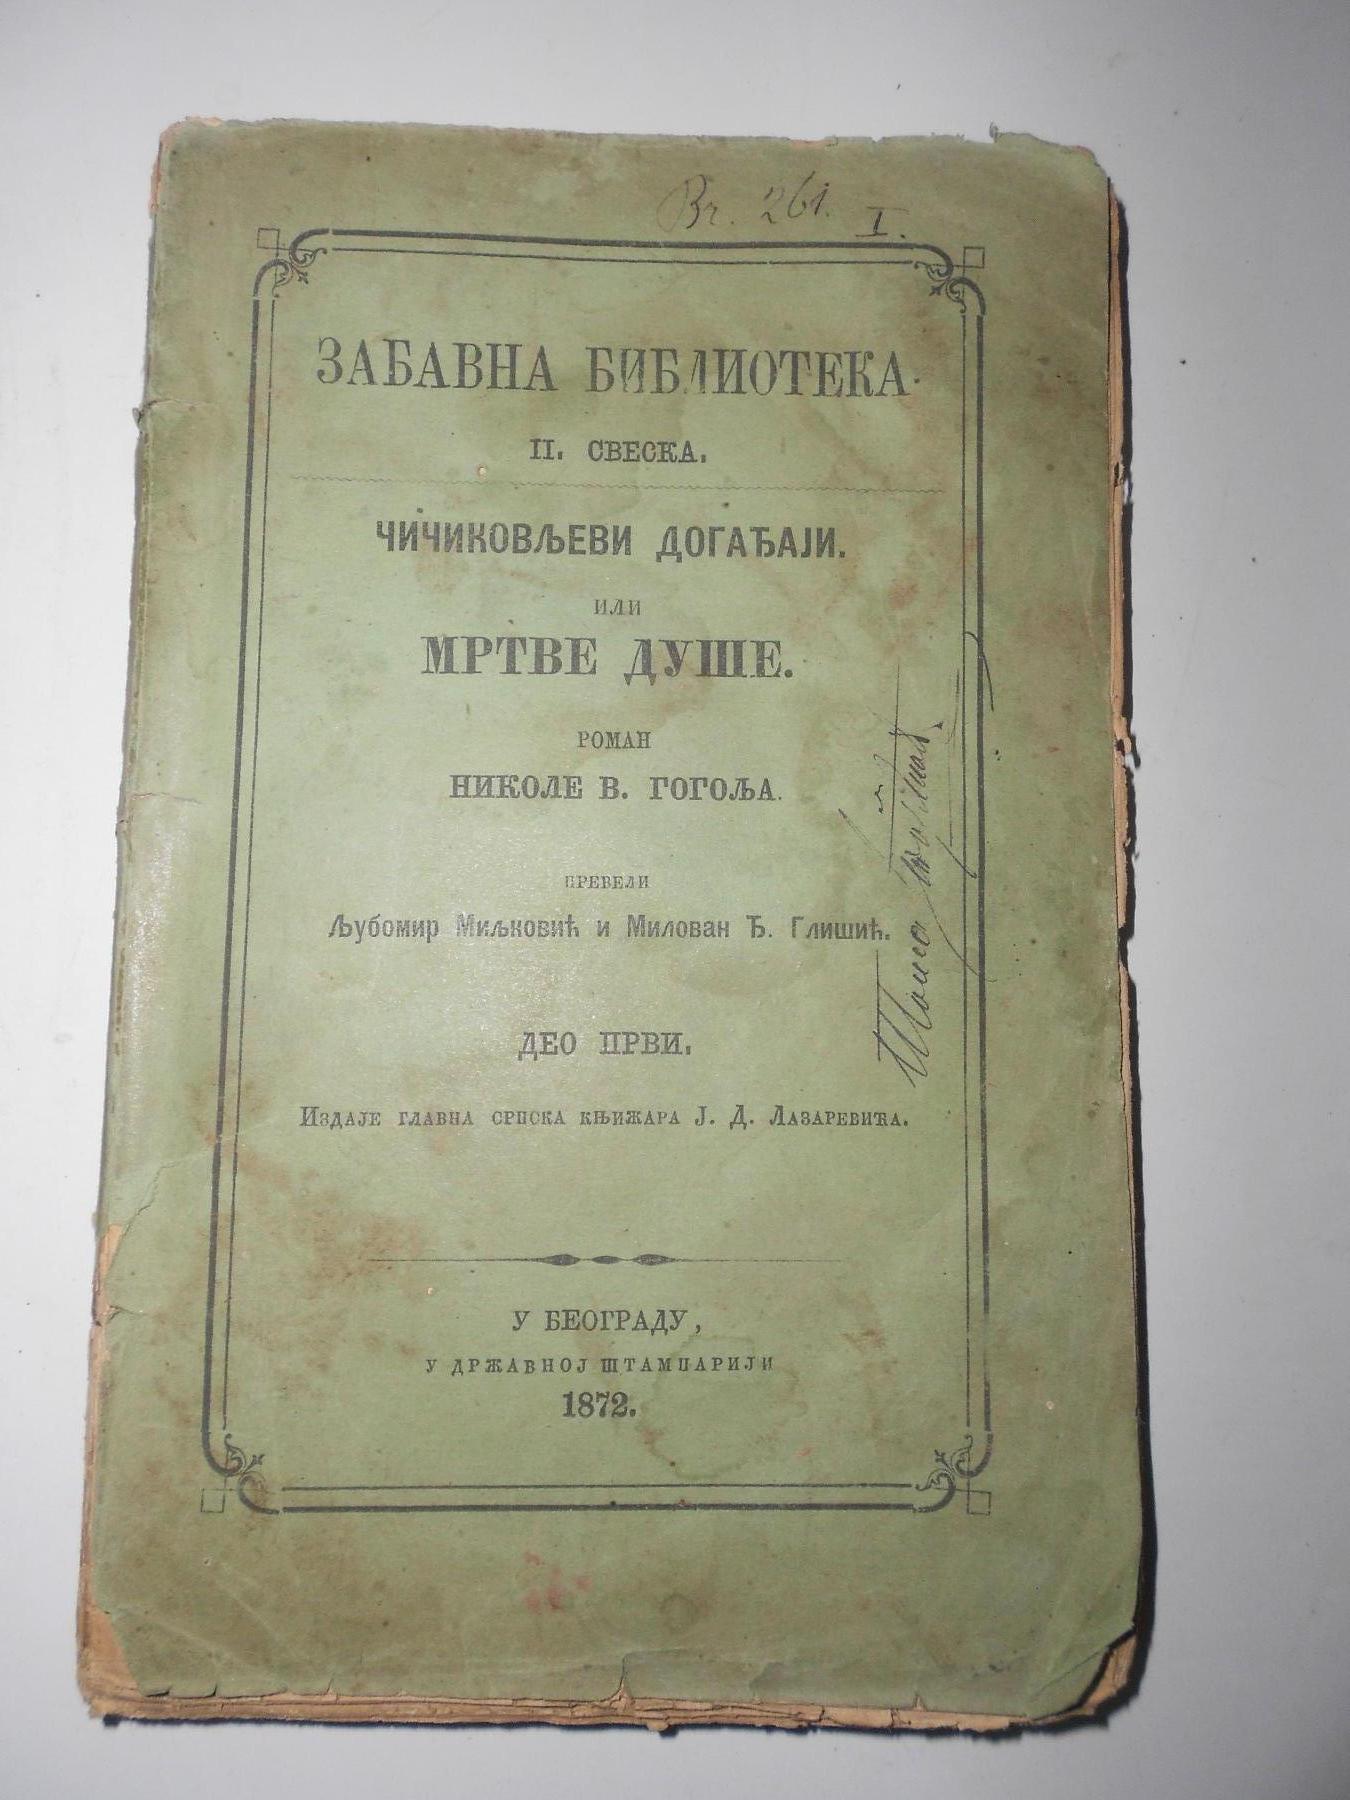 Br. 261. I.
ЗАБАВНА БИБЛИОТЕКА.
II. СВЕСКА.
ЧИЧИКОВЉЕВИ ДОГАЂАЈИ.
ИЛИ
МРТВЕ ДУШЕ.
РОМАН
НИКОЛЕ В. ГОГОЉА.
ПРЕВЕЛИ
Љубомир Миљковић и Милован Ђ. Глишић.
ДЕО ПРВИ.
Издаје главна српска књижара Ј. Д. Лазаревића.
У БЕОГРАДУ,
У ДРЖАВНОЈ ШТАМПАРИЈИ
1872.